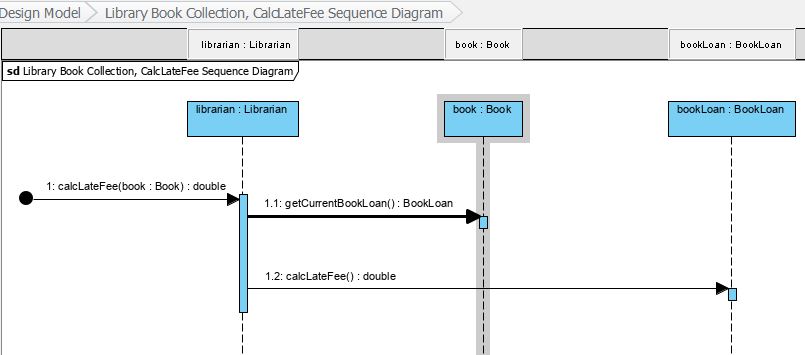 Design Model Library Book Collection, CalcLateFee Sequence Diagram
librarian : Librarian book : Book bookLoan : BookLoan
sd Library Book Collection, CalcLateFee Sequence Diagram
librarian : Librarian book : Book bookLoan : BookLoan
1: calcLateFee(book : Book) : double
1.1: getCurrentBookLoan() : BookLoan
1.2: calcLateFee() : double